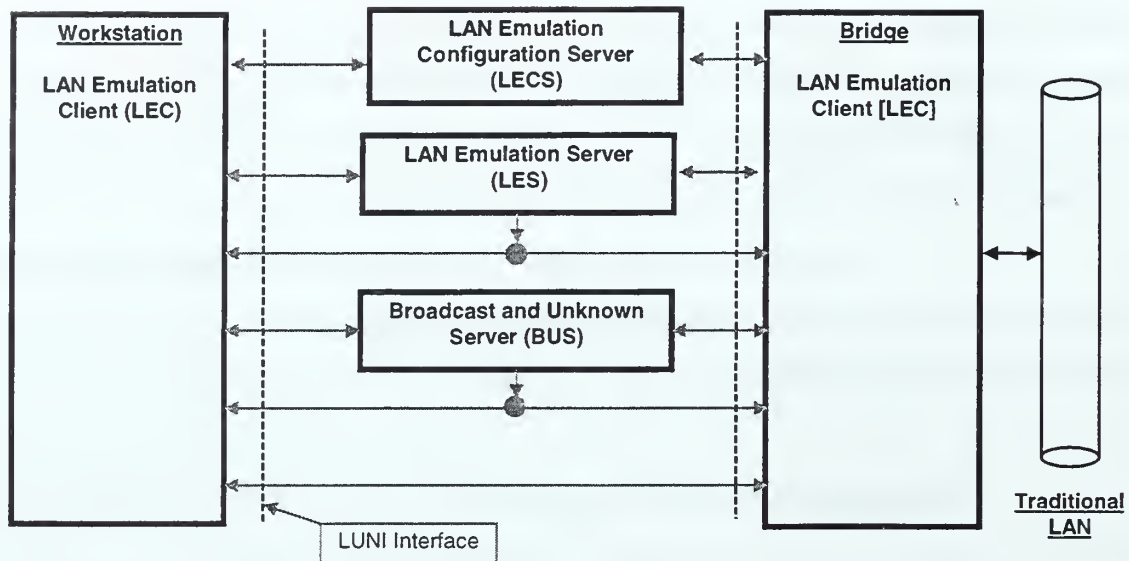 Workstation
LAN Emulation
Client (LEC)
LAN Emulation
Configuration Server
(LECS)
LAN Emulation Server
(LES)
Broadcast and Unknown
Server (BUS)
Bridge
LAN Emulation
Client [LEC]
Traditional
LAN
LUNI Interface